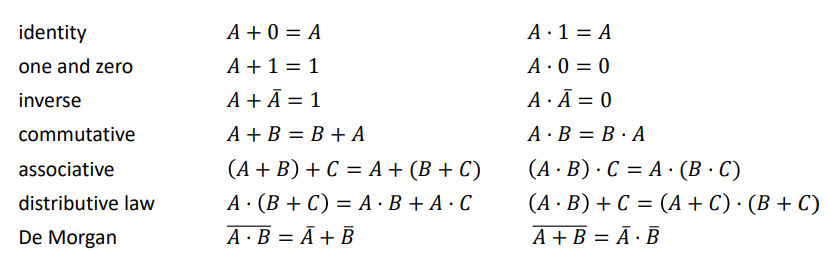 identity A + 0 = A A · 1 = A
one and zero A + 1 = 1 A · 0 = 0
inverse A + Ā = 1 A · Ā = 0
commutative A + B = B + A A · B = B · A
associative (A + B) + C = A + (B + C) (A · B) · C = A · (B · C)
distributive law A · (B + C) = A · B + A · C (A · B) + C = (A + C) · (B + C)
De Morgan A̅ ̅·̅ ̅B̅ = Ā + B̄ A̅ ̅+̅ ̅B̅ = Ā · B̄